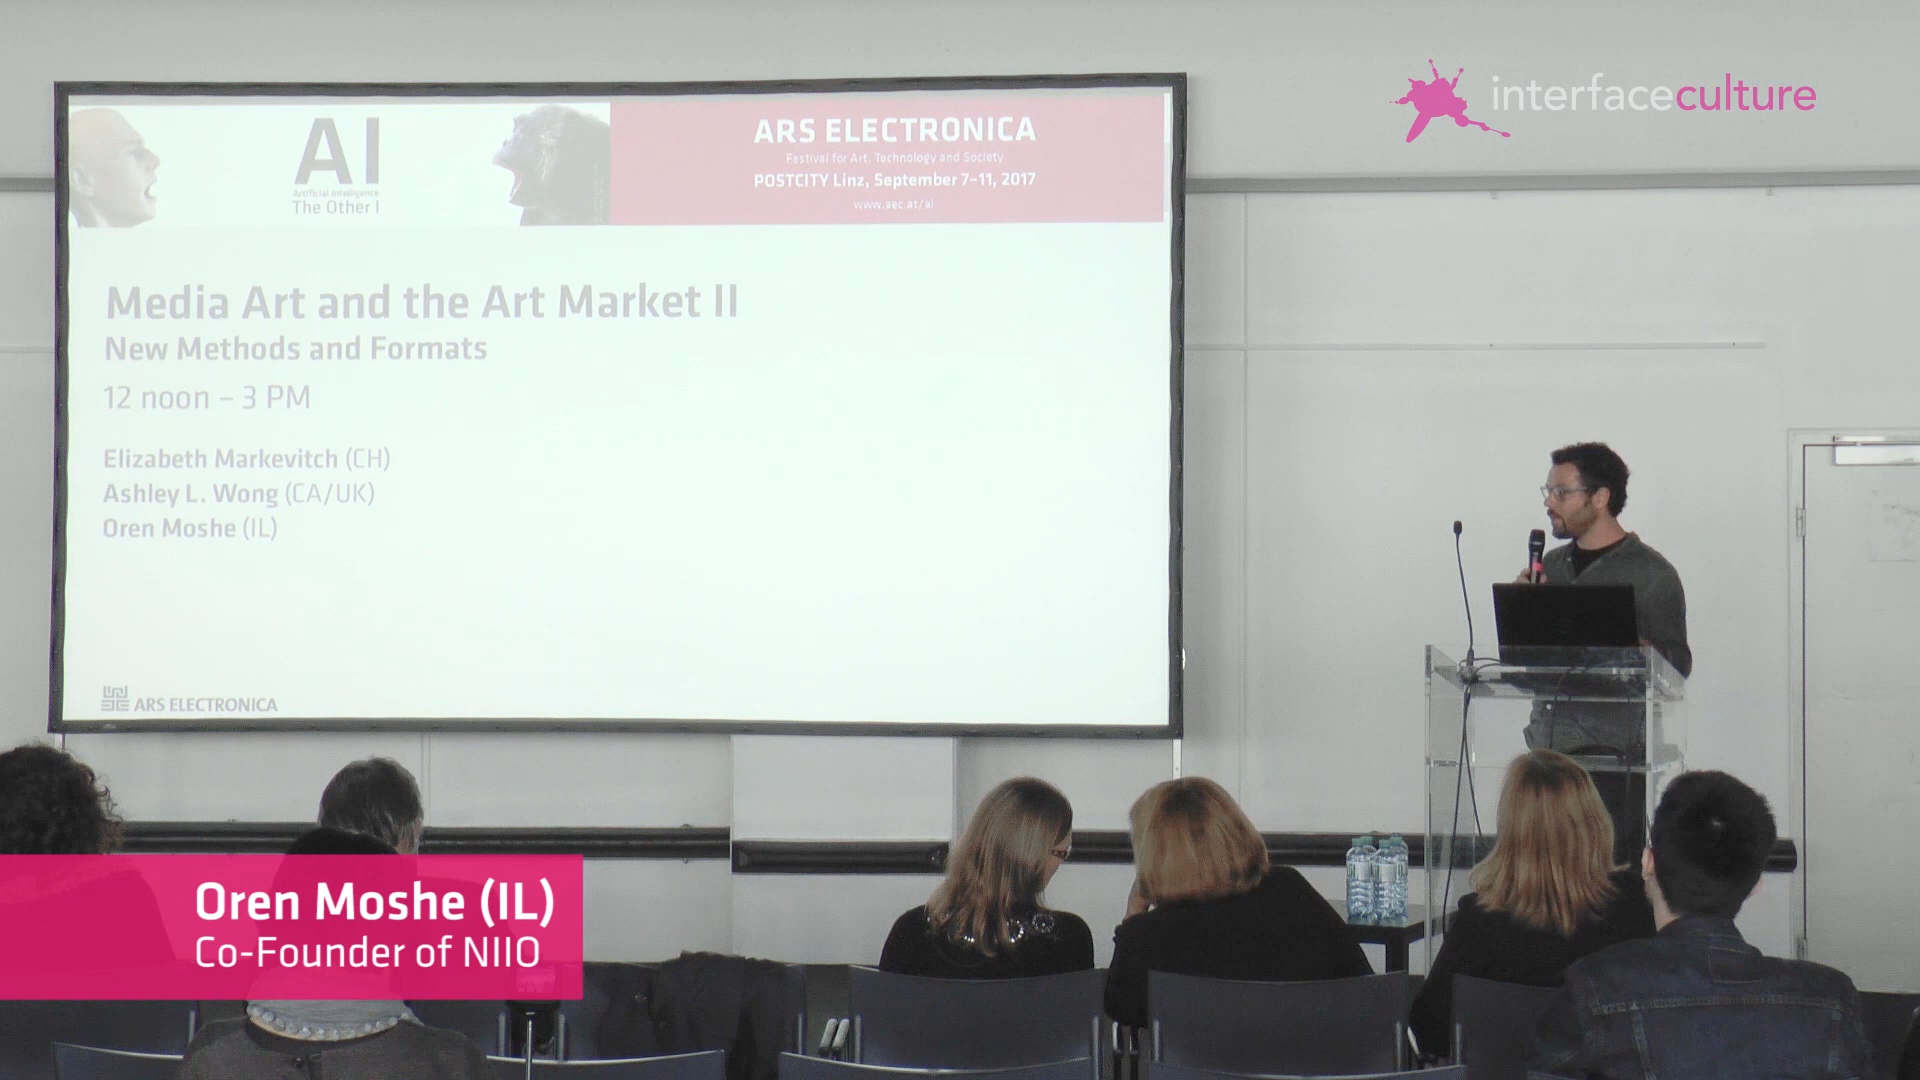 interfaceculture
AI
Artificial Intelligence
The Other I
ARS ELECTRONICA
Festival for Art, Technology and Society
POSTCITY Linz, September 7–11, 2017
www.aec.at/ai
Media Art and the Art Market II
New Methods and Formats
12 noon – 3 PM
Elizabeth Markevitch (CH)
Ashley L. Wong (CA/UK)
Oren Moshe (IL)
ARS ELECTRONICA
Oren Moshe (IL)
Co-Founder of NIIO